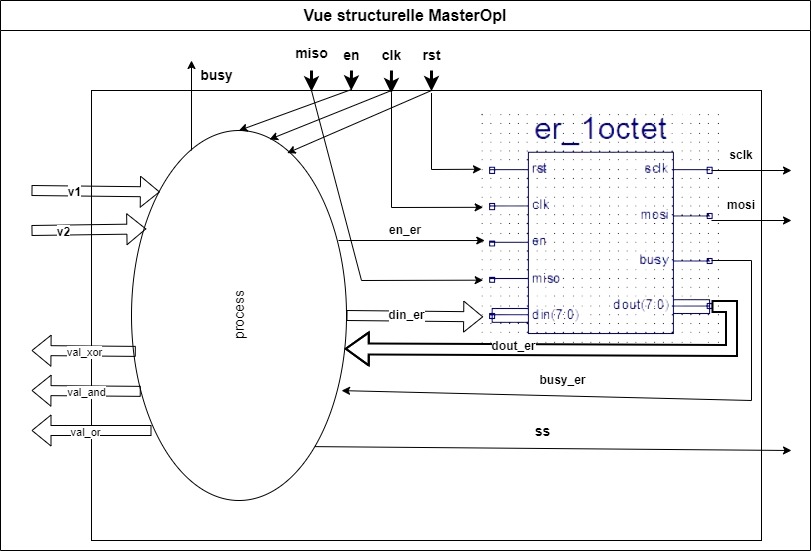 Vue structurelle MasterOpl
miso en clk rst
busy
er_1octet
rst sclk
sclk
clk
mosi
mosi
v1
v2
en_er
en
busy
miso
dout(7:0)
din_er
din(7:0)
process
dout_er
val_xor
busy_er
val_and
val_or
ss